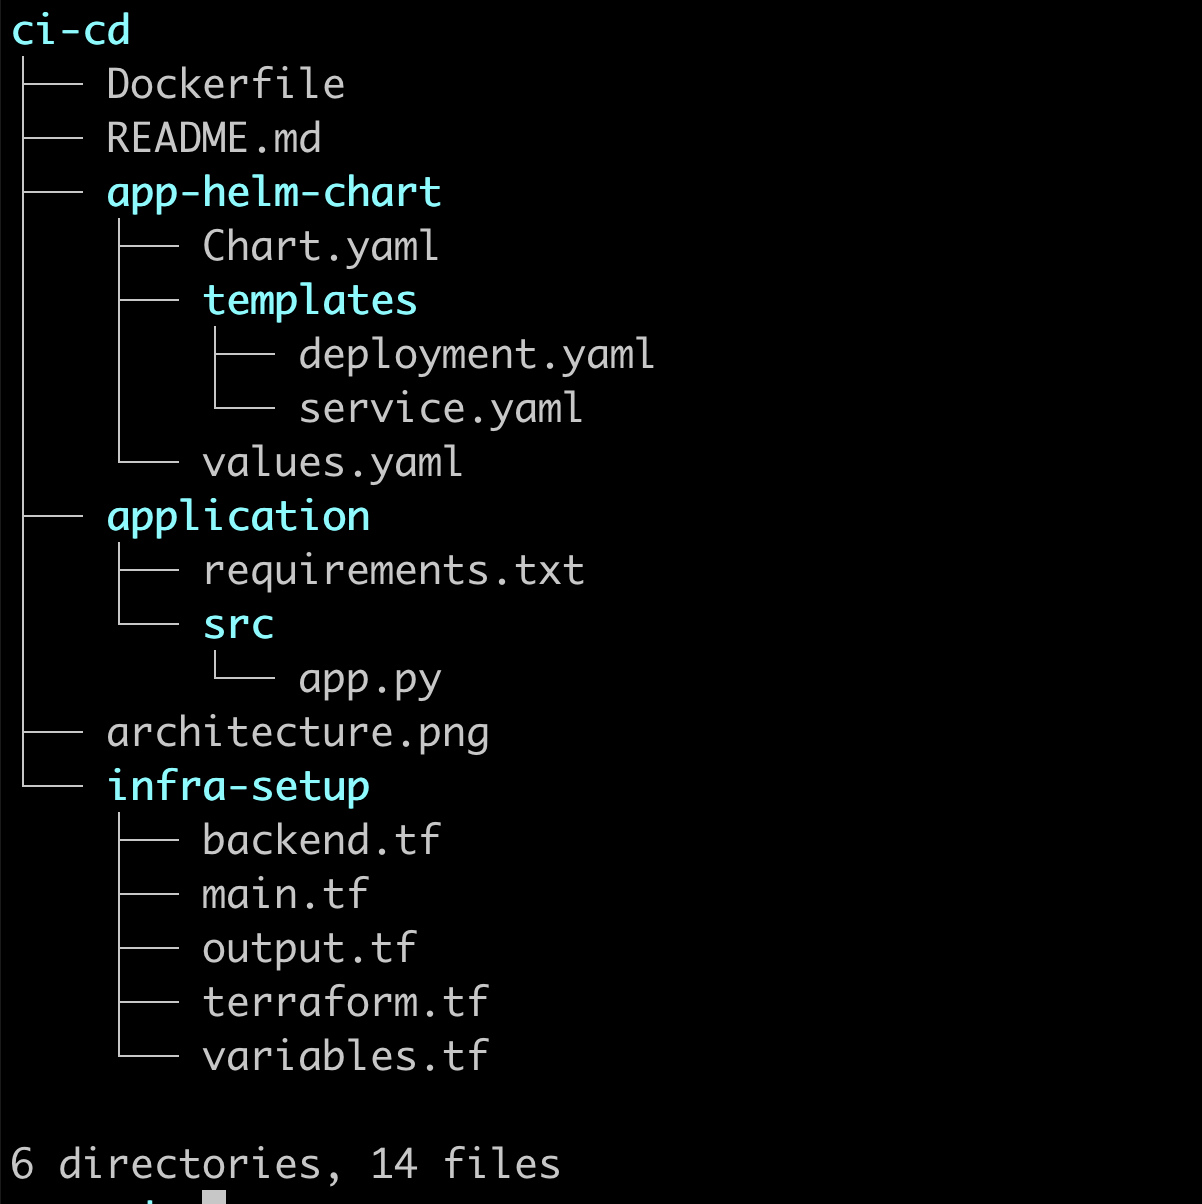 ci-cd
├── Dockerfile
├── README.md
├── app-helm-chart
│   ├── Chart.yaml
│   ├── templates
│   │   ├── deployment.yaml
│   │   └── service.yaml
│   └── values.yaml
├── application
│   ├── requirements.txt
│   └── src
│       └── app.py
├── architecture.png
└── infra-setup
    ├── backend.tf
    ├── main.tf
    ├── output.tf
    ├── terraform.tf
    └── variables.tf

6 directories, 14 files